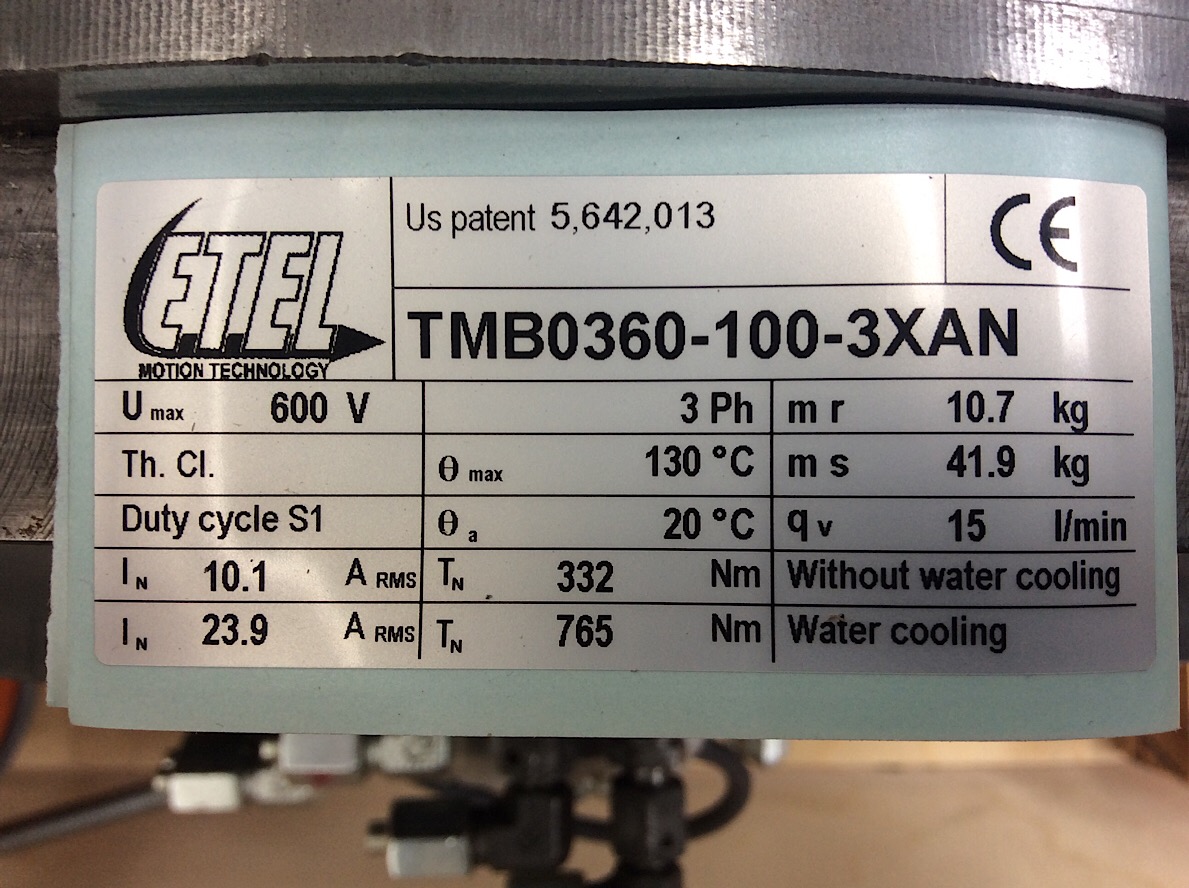 ETEL
MOTION TECHNOLOGY
Us patent 5,642,013
CE
TMB0360-100-3XAN
U max 600 V 3 Ph m r 10.7 kg
Th. Cl. θ max 130 °C m s 41.9 kg
Duty cycle S1 θ a 20 °C q v 15 l/min
I N 10.1 A RMS T N 332 Nm Without water cooling
I N 23.9 A RMS T N 765 Nm Water cooling